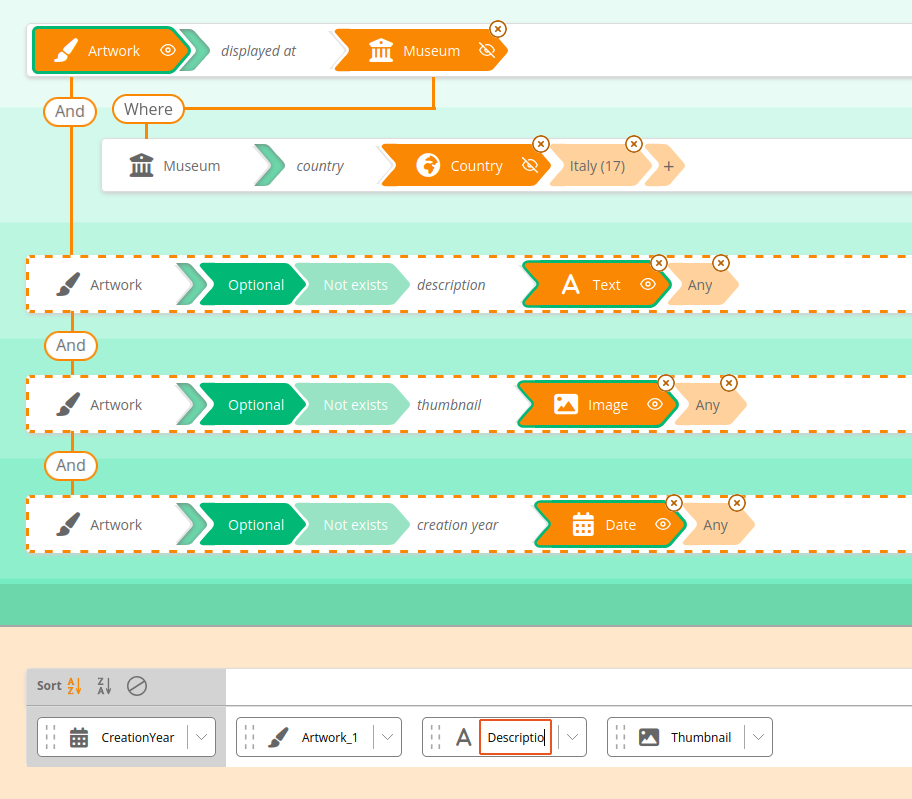 Artwork displayed at Museum
And Where
Museum country Country Italy (17) +
Artwork Optional Not exists description Text Any
And
Artwork Optional Not exists thumbnail Image Any
And
Artwork Optional Not exists creation year Date Any
Sort A Z Z A
CreationYear Artwork_1 A Descriptio Thumbnail